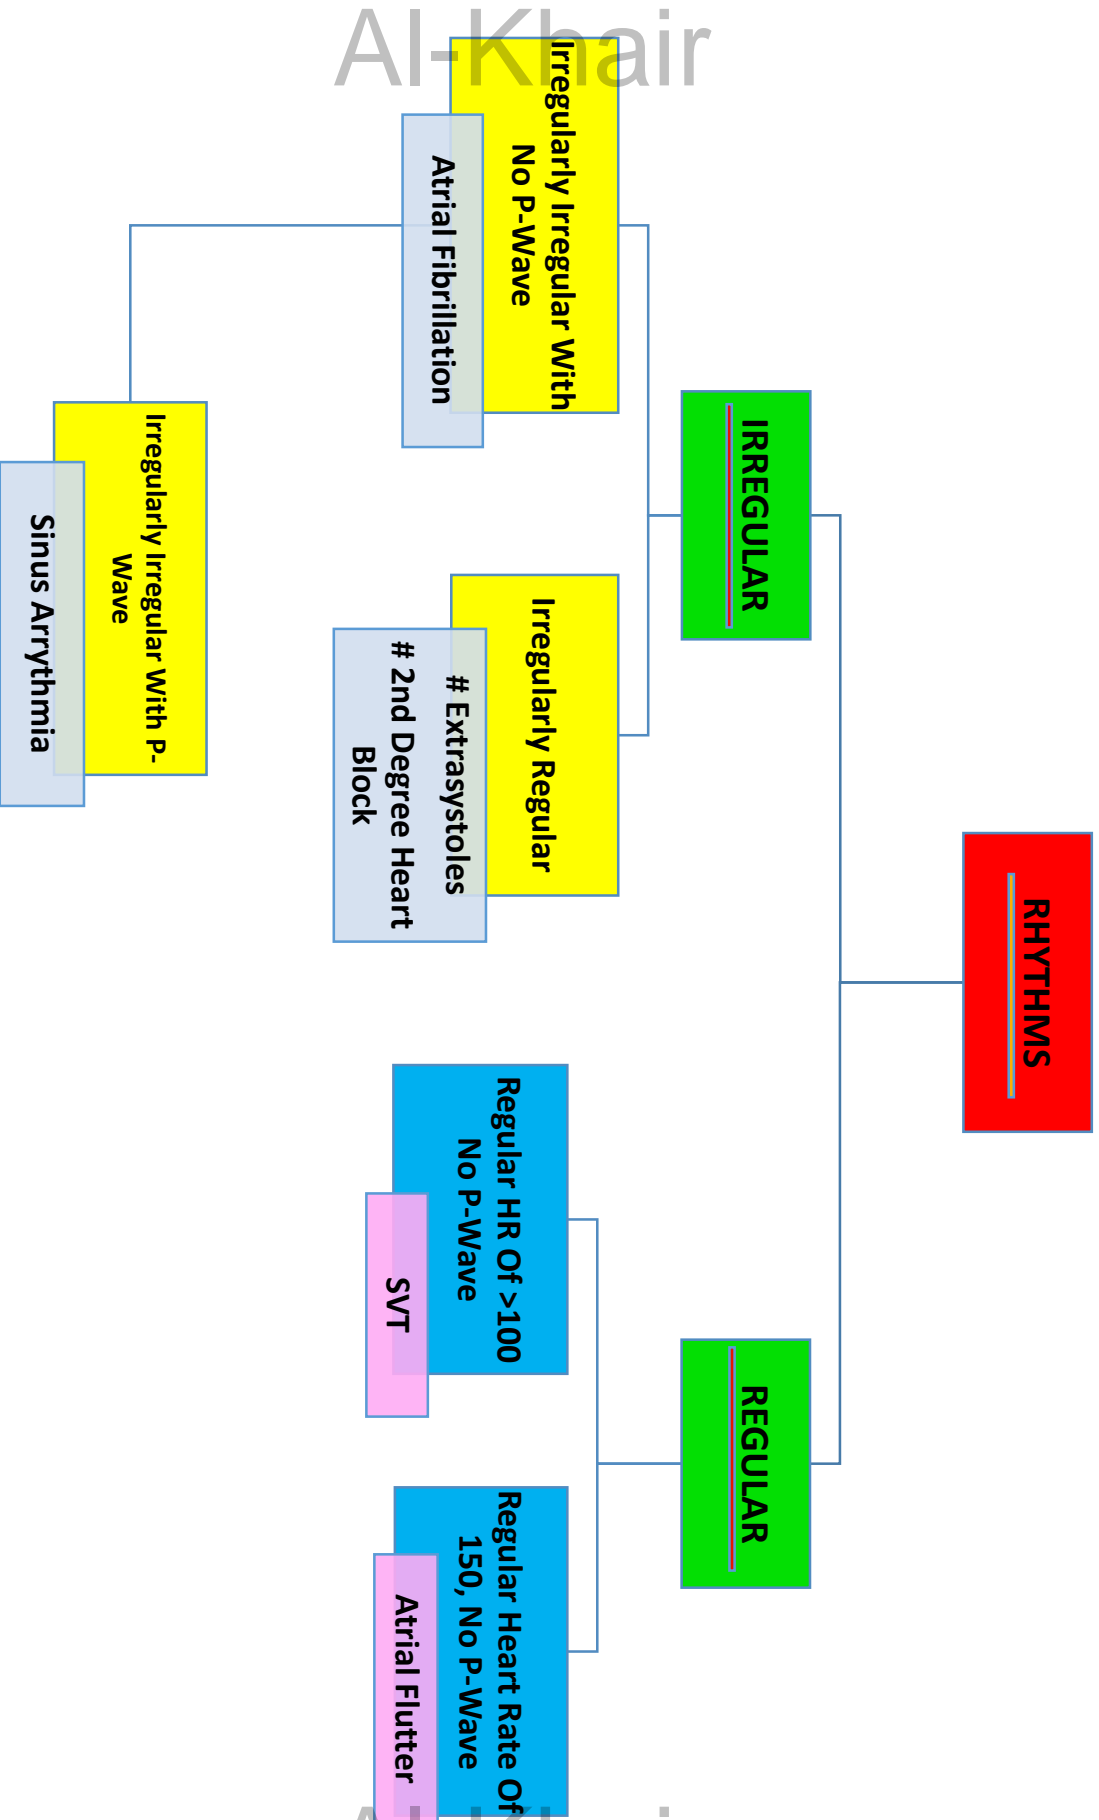 Al-Khair
RHYTHMS
IRREGULAR
Irregularly Irregular With
No P-Wave
Atrial Fibrillation
Irregularly Irregular With P-
Wave
Sinus Arrythmia
Irregularly Regular
# Extrasystoles
# 2nd Degree Heart
Block
REGULAR
Regular HR Of >100
No P-Wave
SVT
Regular Heart Rate Of
150, No P-Wave
Atrial Flutter
Al-Khair